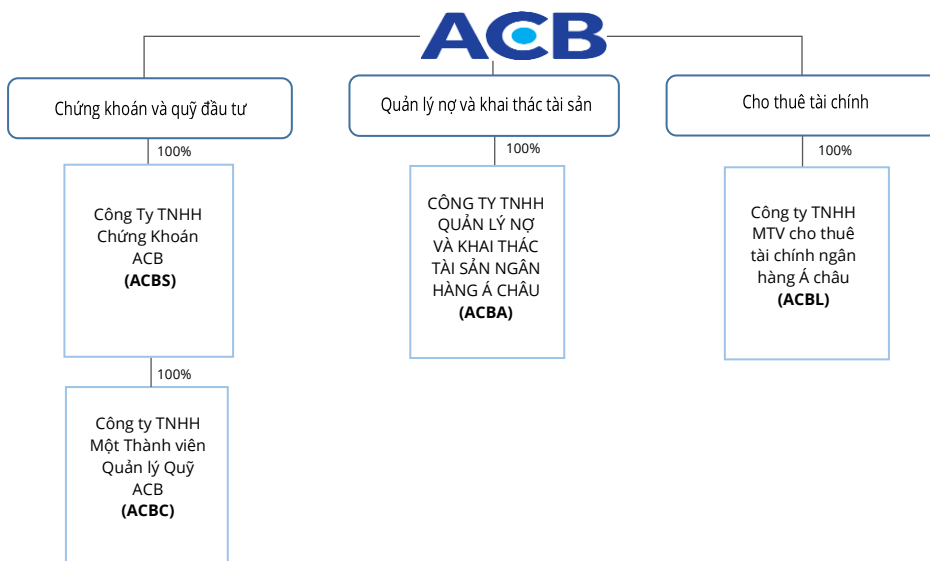 ACB
Chứng khoán và quỹ đầu tư
100%
Công Ty TNHH
Chứng Khoán
ACB
(ACBS)
100%
Công ty TNHH
Một Thành viên
Quản lý Quỹ
ACB
(ACBC)
Quản lý nợ và khai thác tài sản
100%
CÔNG TY TNHH
QUẢN LÝ NỢ
VÀ KHAI THÁC
TÀI SẢN NGÂN
HÀNG Á CHÂU
(ACBA)
Cho thuê tài chính
100%
Công ty TNHH
MTV cho thuê
tài chính ngân
hàng Á châu
(ACBL)